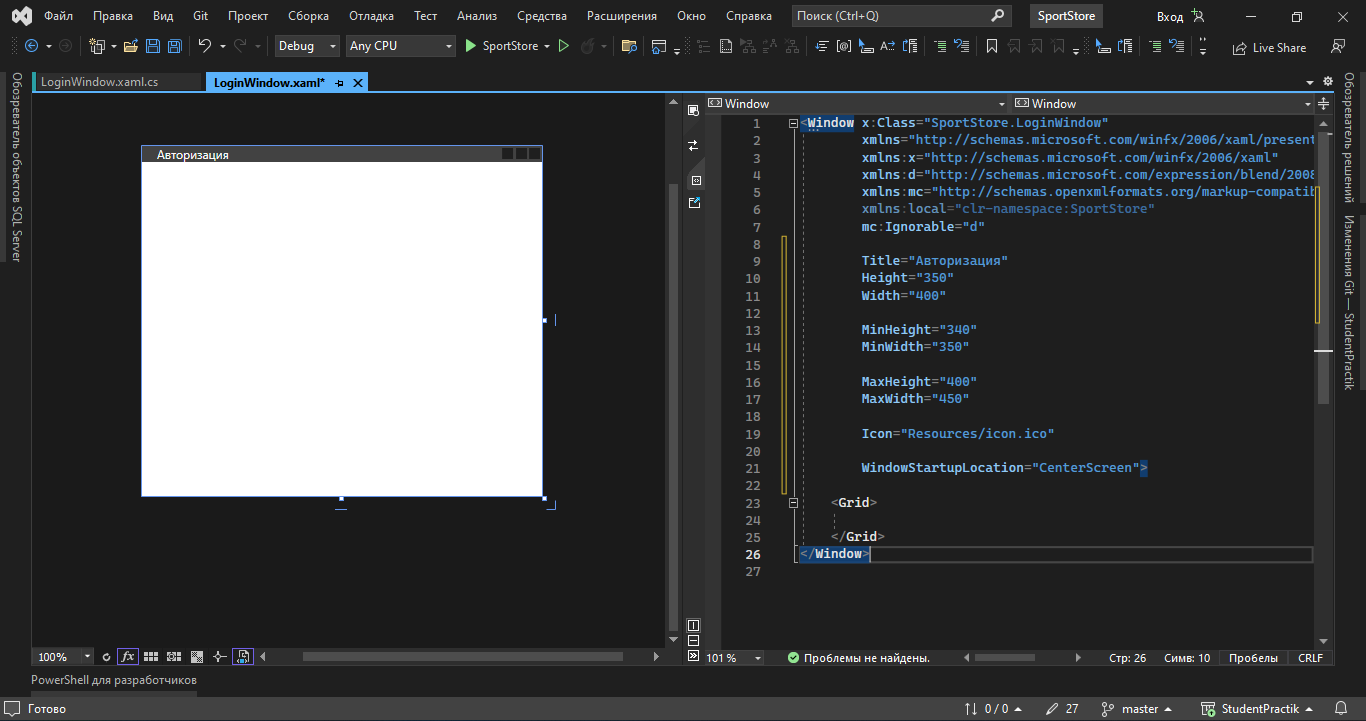 Файл Правка Вид Git Проект Сборка Отладка Тест Анализ Средства Расширения Окно Справка Поиск (Ctrl+Q) SportStore Вход
Debug Any CPU SportStore Live Share
LoginWindow.xaml.cs LoginWindow.xaml*
Обозреватель объектов SQL Server
Авторизация
Window Window
1 <Window x:Class="SportStore.LoginWindow"
2 xmlns="http://schemas.microsoft.com/winfx/2006/xaml/present
3 xmlns:x="http://schemas.microsoft.com/winfx/2006/xaml"
4 xmlns:d="http://schemas.microsoft.com/expression/blend/2008
5 xmlns:mc="http://schemas.openxmlformats.org/markup-compatib
6 xmlns:local="clr-namespace:SportStore"
7 mc:Ignorable="d"
8
9 Title="Авторизация"
10 Height="350"
11 Width="400"
12
13 MinHeight="340"
14 MinWidth="350"
15
16 MaxHeight="400"
17 MaxWidth="450"
18
19 Icon="Resources/icon.ico"
20
21 WindowStartupLocation="CenterScreen">
22
23 <Grid>
24
25 </Grid>
26 </Window>
27
Обозреватель решений
Изменения Git — StudentPractik
100% fx
101 % Проблемы не найдены. Стр: 26 Симв: 10 Пробелы CRLF
PowerShell для разработчиков
Готово 0 / 0 27 master StudentPractik